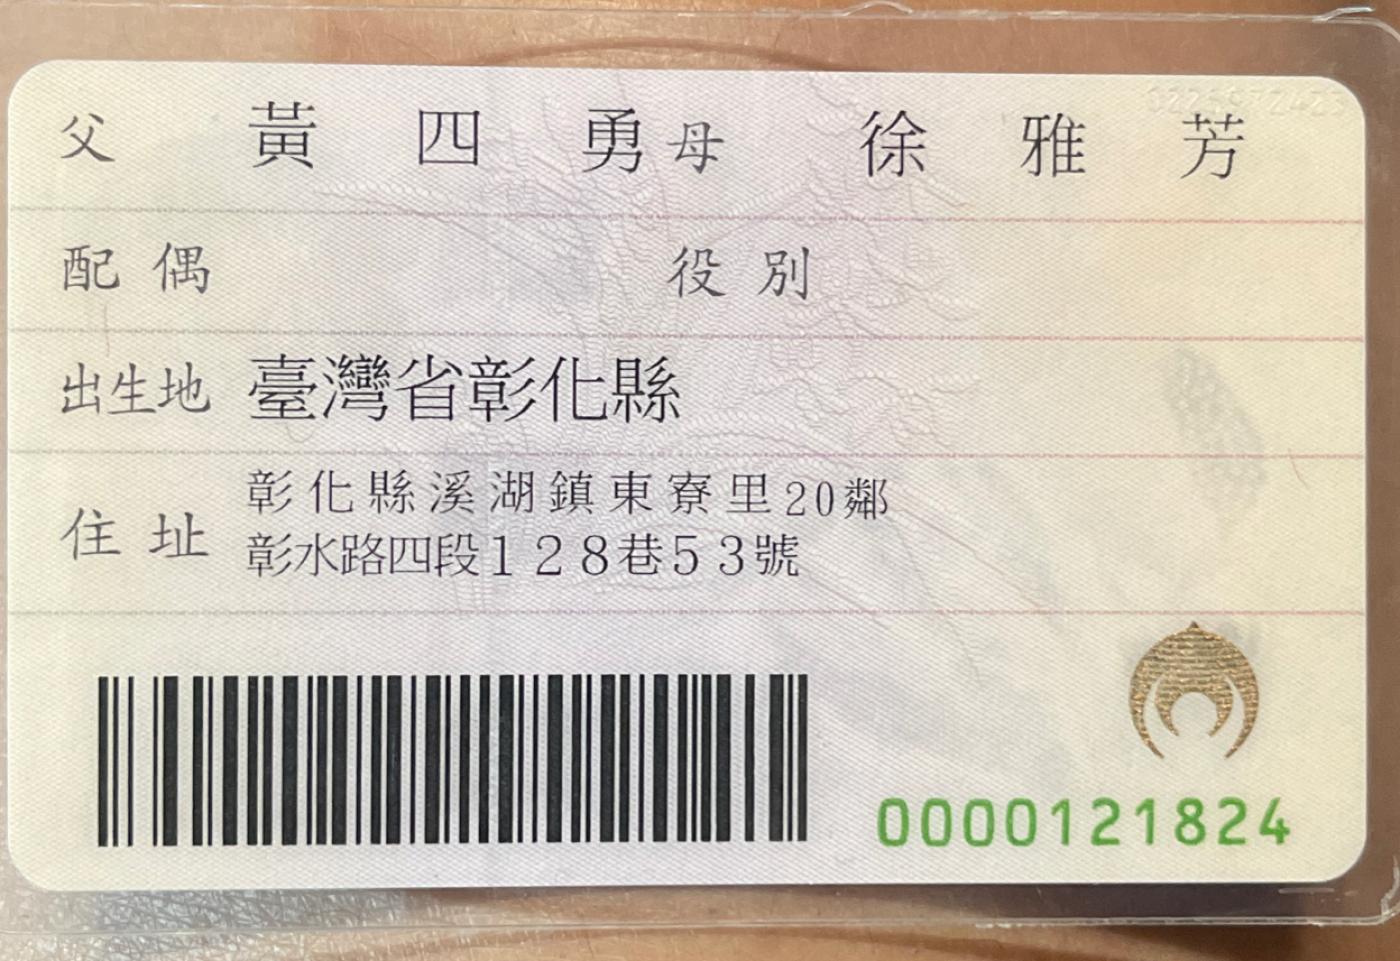 父 黃四勇 母 徐雅芳
配偶 役別
出生地 臺灣省彰化縣
住址 彰化縣溪湖鎮東寮里20鄰
彰水路四段128巷53號
0000121824